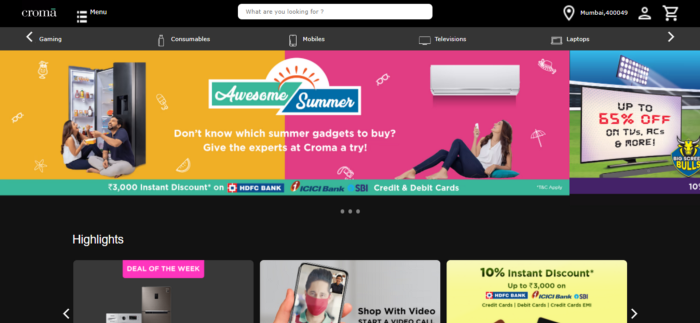 cromā
Menu
What are you looking for ?
Mumbai,400049
Gaming
Consumables
Mobiles
Televisions
Laptops
Awesome
Summer
Don't know which summer gadgets to buy?
Give the experts at Croma a try!
₹3,000 Instant Discount* on HDFC BANK ICICI Bank SBI Credit & Debit Cards
*T&C Apply
UP TO
65% OFF
ON TVs, ACs
& MORE!
BIG SCREEN
BULLS
10%
Highlights
DEAL OF THE WEEK
Shop With Video
START A VIDEO CALL
10% Instant Discount*
Up to ₹3,000 on
HDFC BANK ICICI Bank SBI
Credit Cards | Debit Cards | Credit Cards EMI